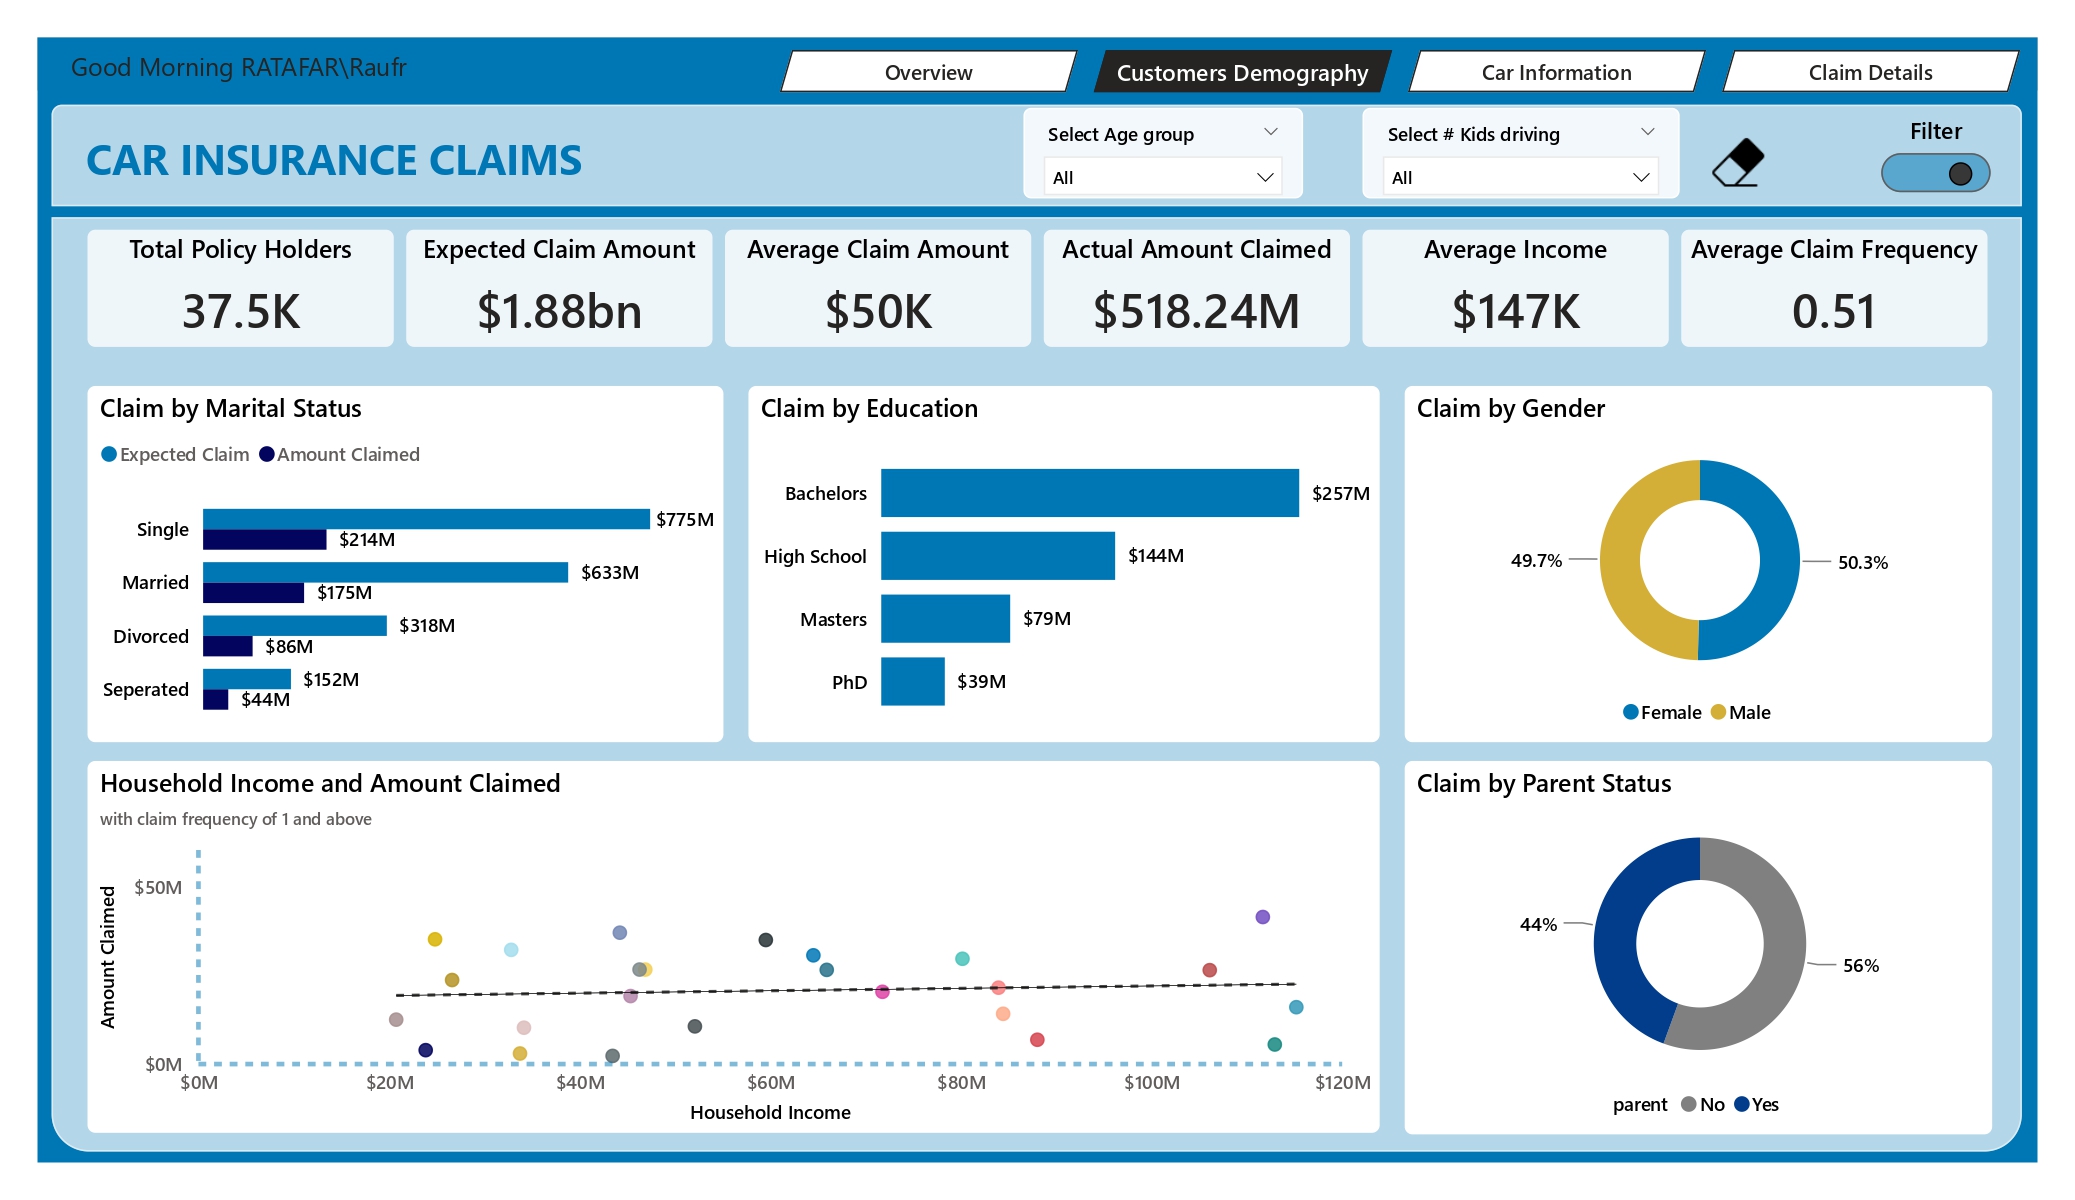 Good Morning RATAFAR\Raufr
Overview
Customers Demography
Car Information
Claim Details
CAR INSURANCE CLAIMS
Select Age group
All
Select # Kids driving
All
Filter
Total Policy Holders
37.5K
Expected Claim Amount
$1.88bn
Average Claim Amount
$50K
Actual Amount Claimed
$518.24M
Average Income
$147K
Average Claim Frequency
0.51
Claim by Marital Status
Expected Claim
Amount Claimed
Single
$775M
$214M
Married
$633M
$175M
Divorced
$318M
$86M
Seperated
$152M
$44M
Claim by Education
Bachelors
$257M
High School
$144M
Masters
$79M
PhD
$39M
Claim by Gender
49.7%
50.3%
Female
Male
Household Income and Amount Claimed
with claim frequency of 1 and above
Amount Claimed
$50M
$0M
$0M
$20M
$40M
$60M
$80M
$100M
$120M
Household Income
Claim by Parent Status
44%
56%
parent
No
Yes